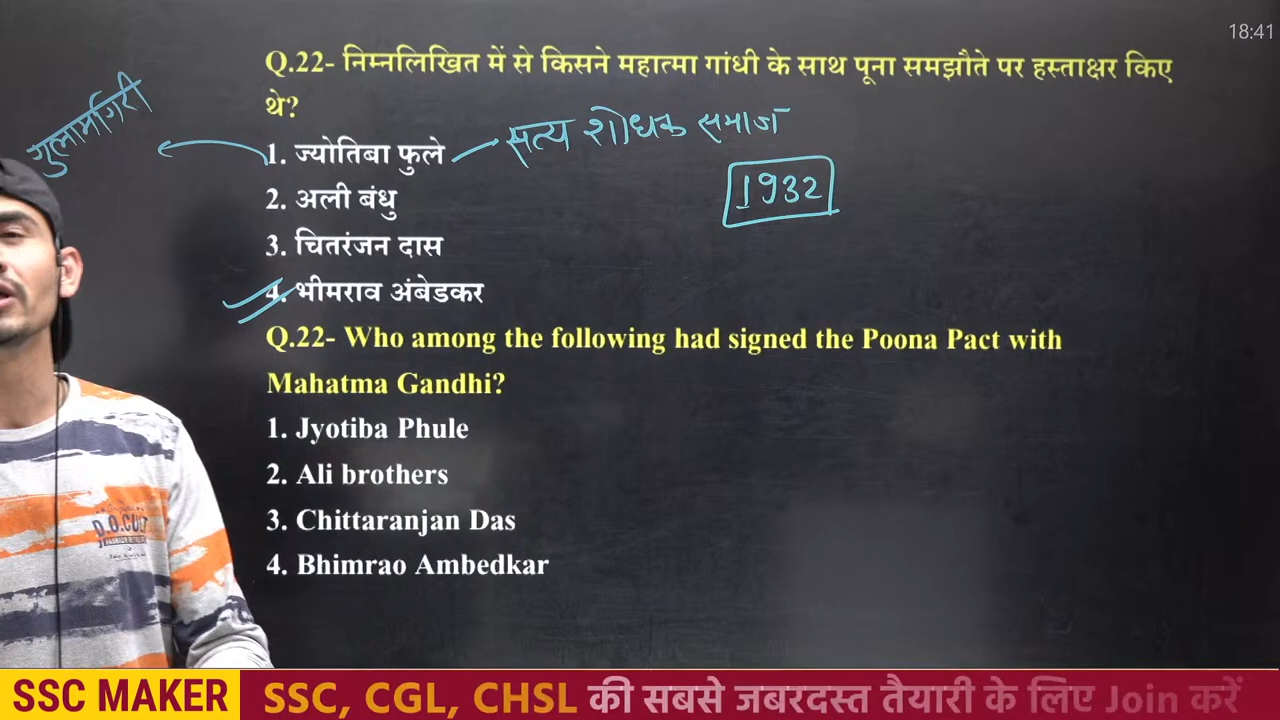 18:41
Q.22- निम्नलिखित में से किसने महात्मा गांधी के साथ पूना समझौते पर हस्ताक्षर किए
थे?
गुलामगिरी
1. ज्योतिबा फुले सत्य शोधक समाज
1932
2. अली बंधु
3. चितरंजन दास
4. भीमराव अंबेडकर
Q.22- Who among the following had signed the Poona Pact with
Mahatma Gandhi?
1. Jyotiba Phule
2. Ali brothers
3. Chittaranjan Das
4. Bhimrao Ambedkar
D.O.CULT
SSC MAKER SSC, CGL, CHSL की सबसे जबरदस्त तैयारी के लिए Join करें